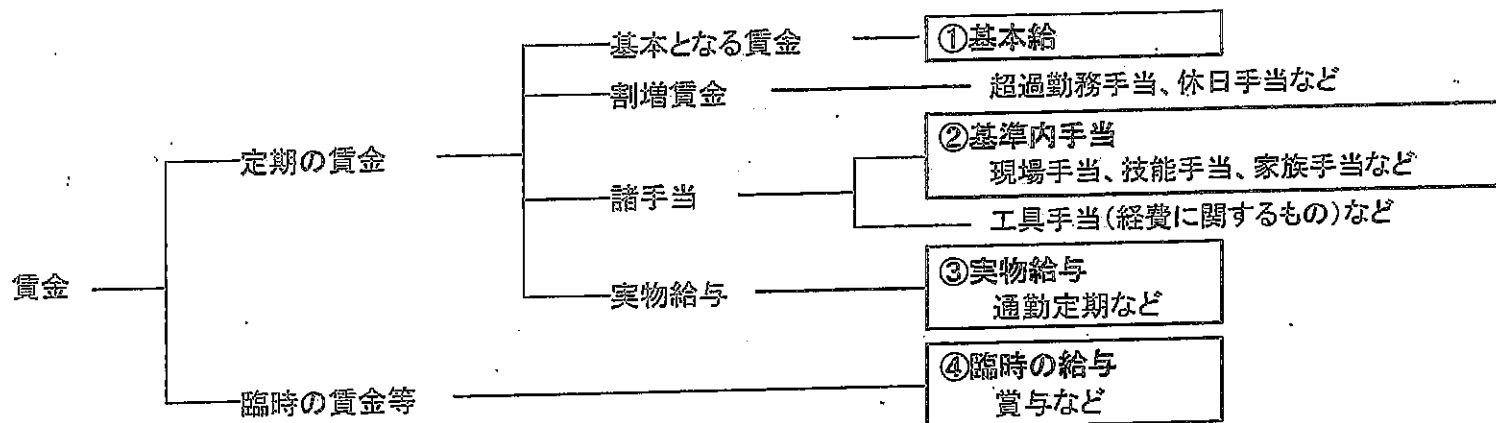 基本となる賃金
①基本給
割増賃金
超過勤務手当、休日手当など
②基準内手当
現場手当、技能手当、家族手当など
定期の賃金
諸手当
工具手当(経費に関するもの)など
賃金
実物給与
③実物給与
通勤定期など
臨時の賃金等
④臨時の給与
賞与など